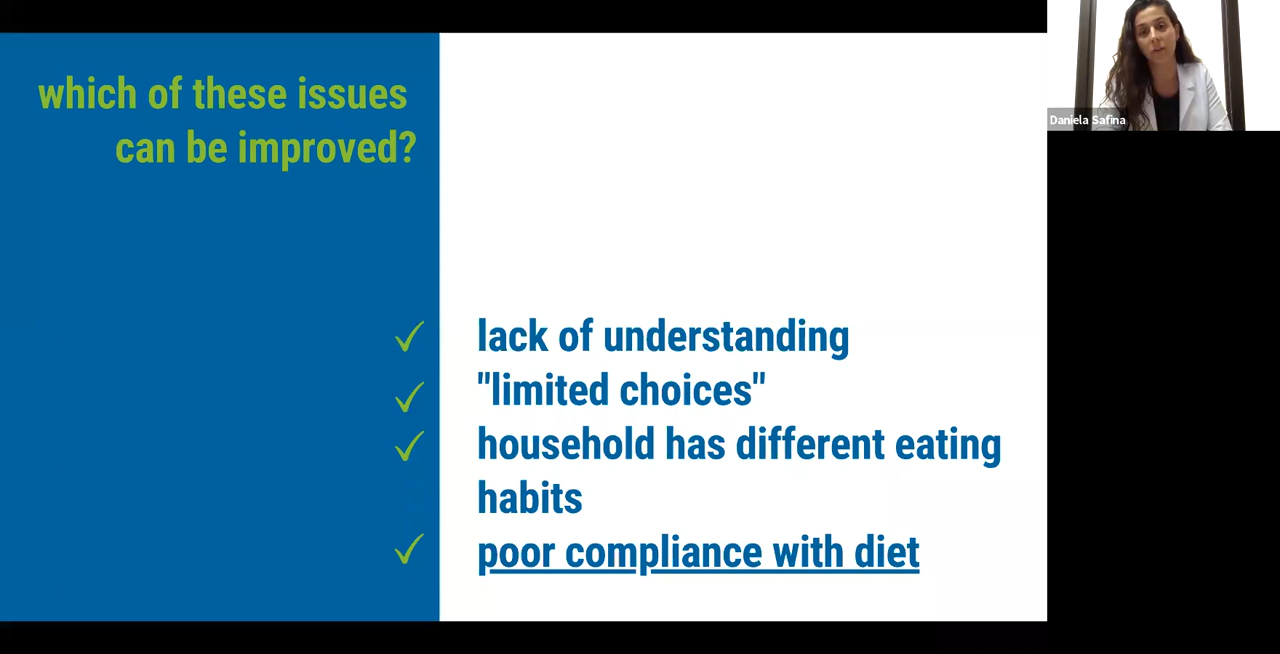 which of these issues
can be improved?
Daniela Safina
✓ lack of understanding
✓ "limited choices"
✓ household has different eating
habits
✓ poor compliance with diet